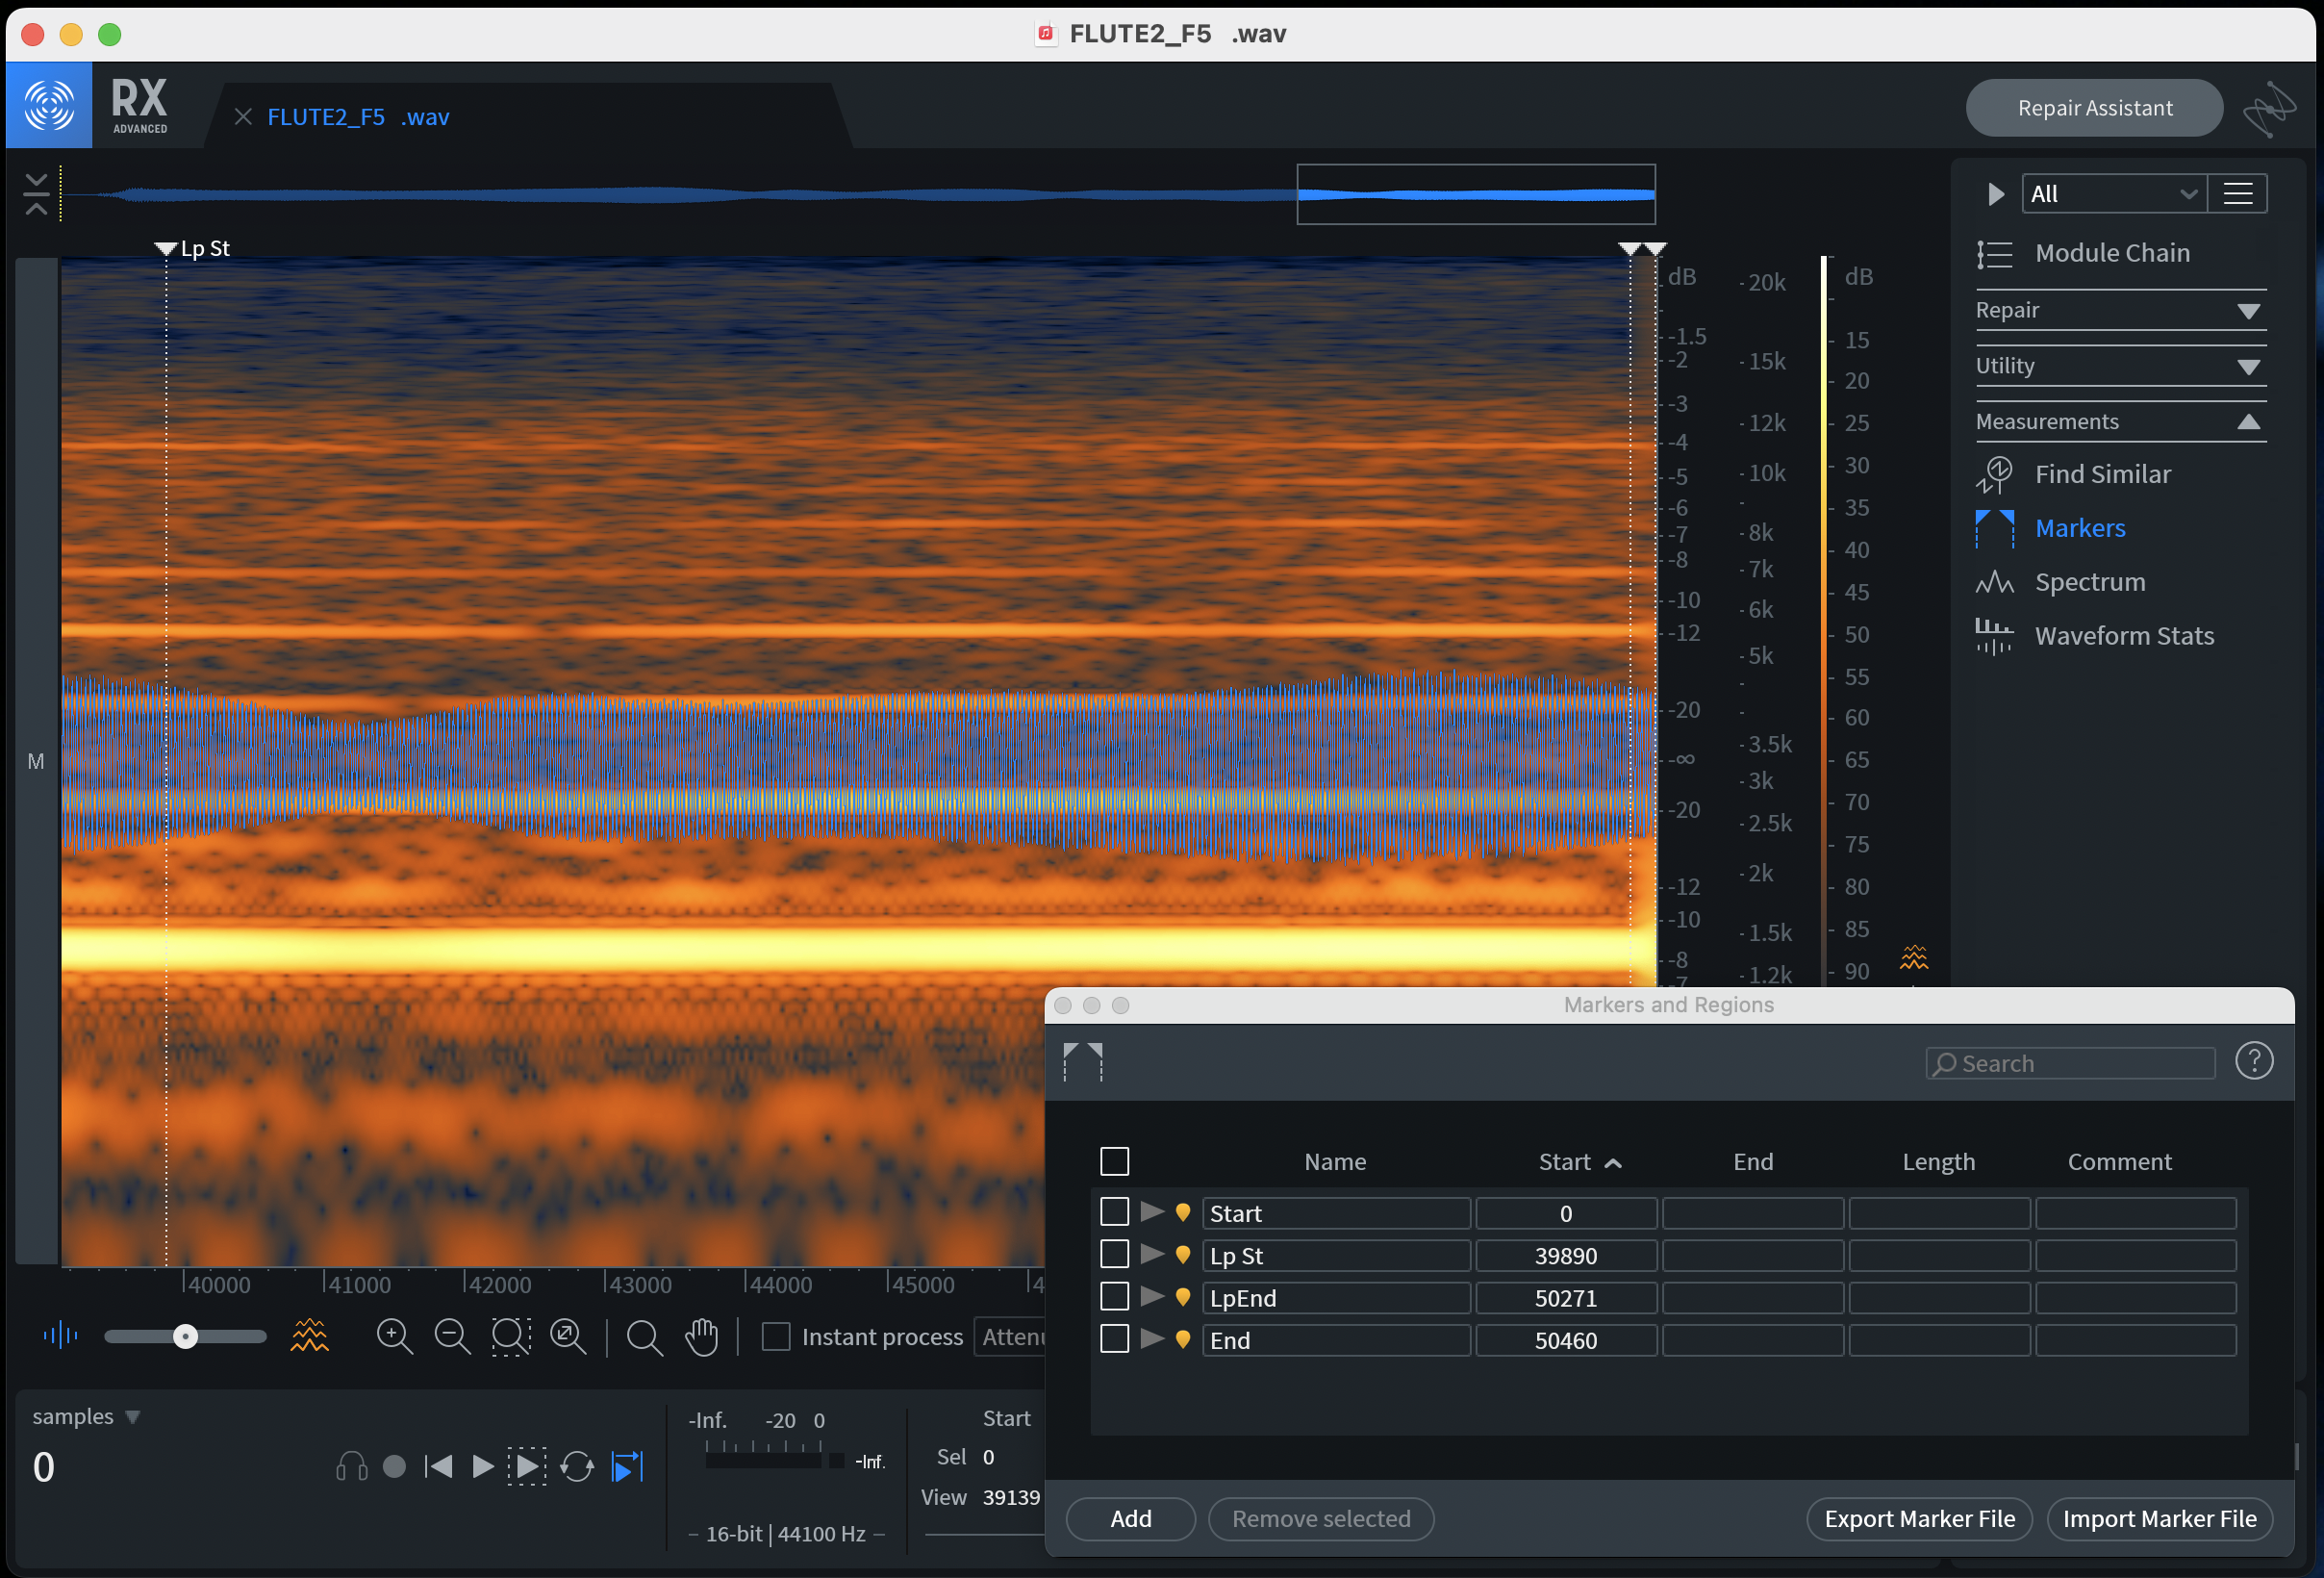 FLUTE2_F5 .wav
RX
ADVANCED
FLUTE2_F5 .wav
Repair Assistant
All
Lp St
Module Chain
Repair
Utility
Measurements
Find Similar
Markers
Spectrum
Waveform Stats
dB
-1.5
-2
-3
-4
-5
-6
-7
-8
-10
-12
-20
-∞
-20
-12
-10
-8
-7
20k
15k
12k
10k
8k
7k
6k
5k
3.5k
3k
2.5k
2k
1.5k
1.2k
dB
15
20
25
30
35
40
45
50
55
60
65
70
75
80
85
90
M
40000 41000 42000 43000 44000 45000 4
Instant process Attenu
samples
0
-Inf. -20 0
-Inf.
16-bit | 44100 Hz
Start
Sel 0
View 39139
Markers and Regions
Search
?
Name Start End Length Comment
Start 0
Lp St 39890
LpEnd 50271
End 50460
Add Remove selected Export Marker File Import Marker File